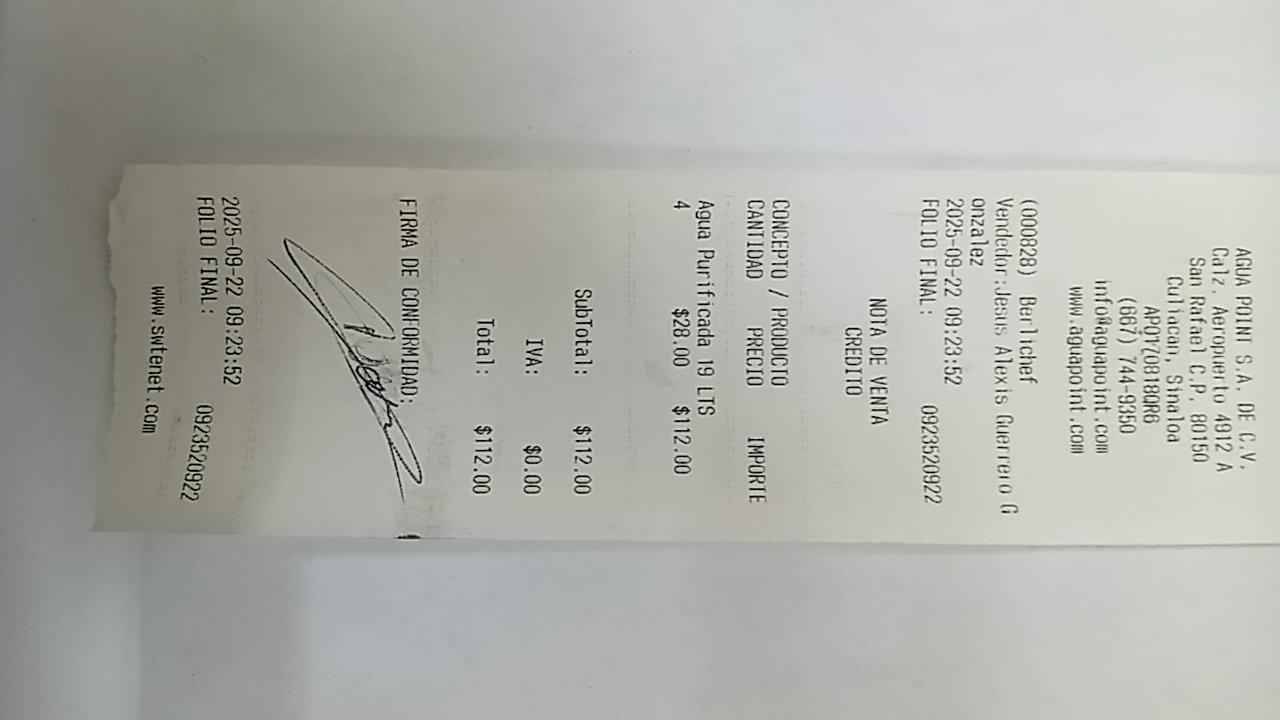 AGUA POINT S.A. DE C.V.
Calz. Aeropuerto 4912 A
San Rafael C.P. 80150
Culiacan, Sinaloa
APO170818QR6
(667) 744-9350
info@aguapoint.com
www.aguapoint.com
(000828) Berlichef
Vendedor:Jesus Alexis Guerrero G
onzalez
2025-09-22 09:23:52
FOLIO FINAL: 0923520922
NOTA DE VENTA
CREDITO
CONCEPTO / PRODUCTO
CANTIDAD PRECIO IMPORTE
Agua Purificada 19 LTS
4 $28.00 $112.00
SubTotal: $112.00
IVA: $0.00
Total: $112.00
FIRMA DE CONFORMIDAD:
2025-09-22 09:23:52
FOLIO FINAL: 0923520922
www.swtenet.com